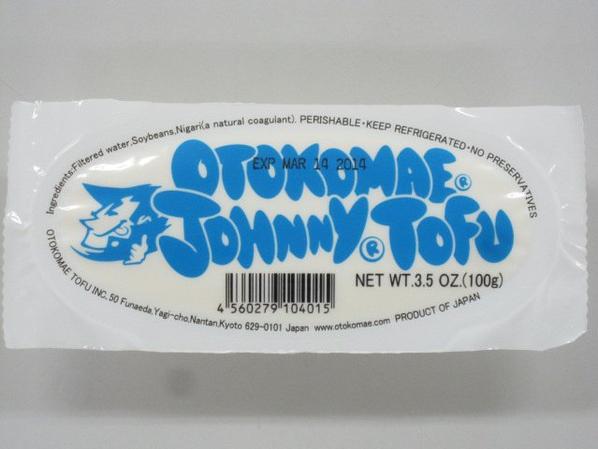 Ingredients:Filtered water,Soybeans,Nigari(a natural coagulant). PERISHABLE・KEEP REFRIGERATED・NO PRESERVATIVES
EXP MAR 14 2014
OTOKOMAE®
JOHNNY® TOFU
NET WT.3.5 OZ.(100g)
4 560279 104015
OTOKOMAE TOFU INC.50 Funaeda,Yagi-cho,Nantan,Kyoto 629-0101 Japan www.otokomae.com PRODUCT OF JAPAN